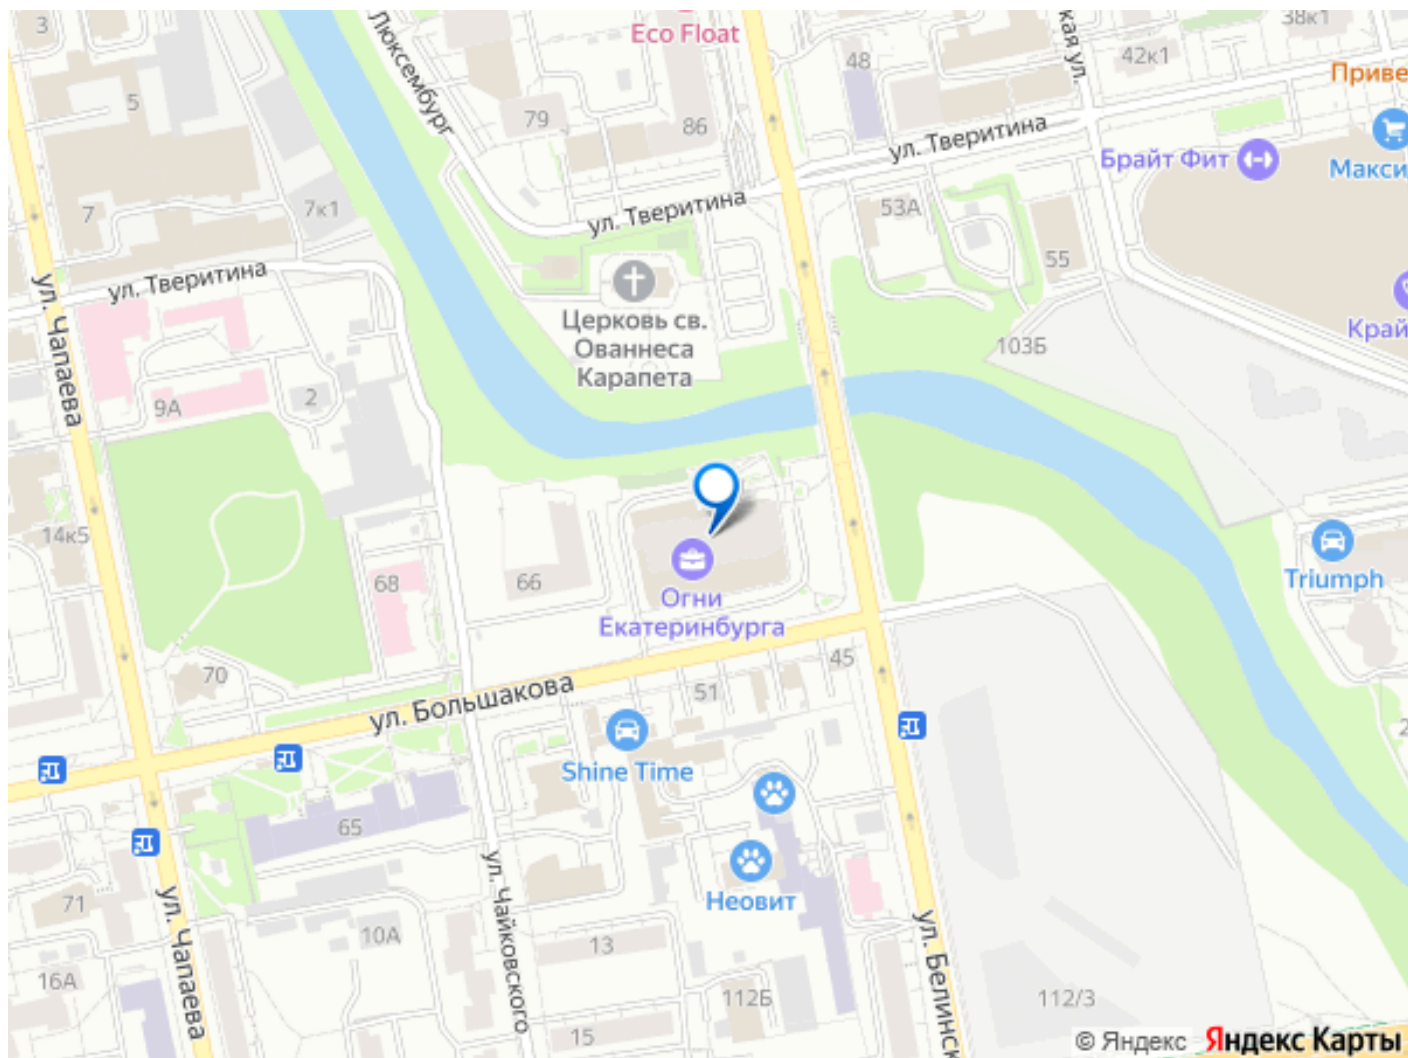 3
Люксембург
Eco Float
48
кая ул.
38к1
42к1
Приве
5
79
86
ул. Тверитина
Брайт Фит
Макси
7
7к1
ул. Тверитина
53А
55
ул. Тверитина
ул. Чапаева
Церковь св.
Ованнеса
Карапета
103Б
Край
9А
2
14к5
68
66
Огни
Екатеринбурга
Triumph
70
ул. Большакова
51
45
Shine Time
65
Неовит
71
ул. Чапаева
10А
ул. Чайковского
13
ул. Белинск
16А
112Б
112/3
15
© Яндекс Яндекс Карты